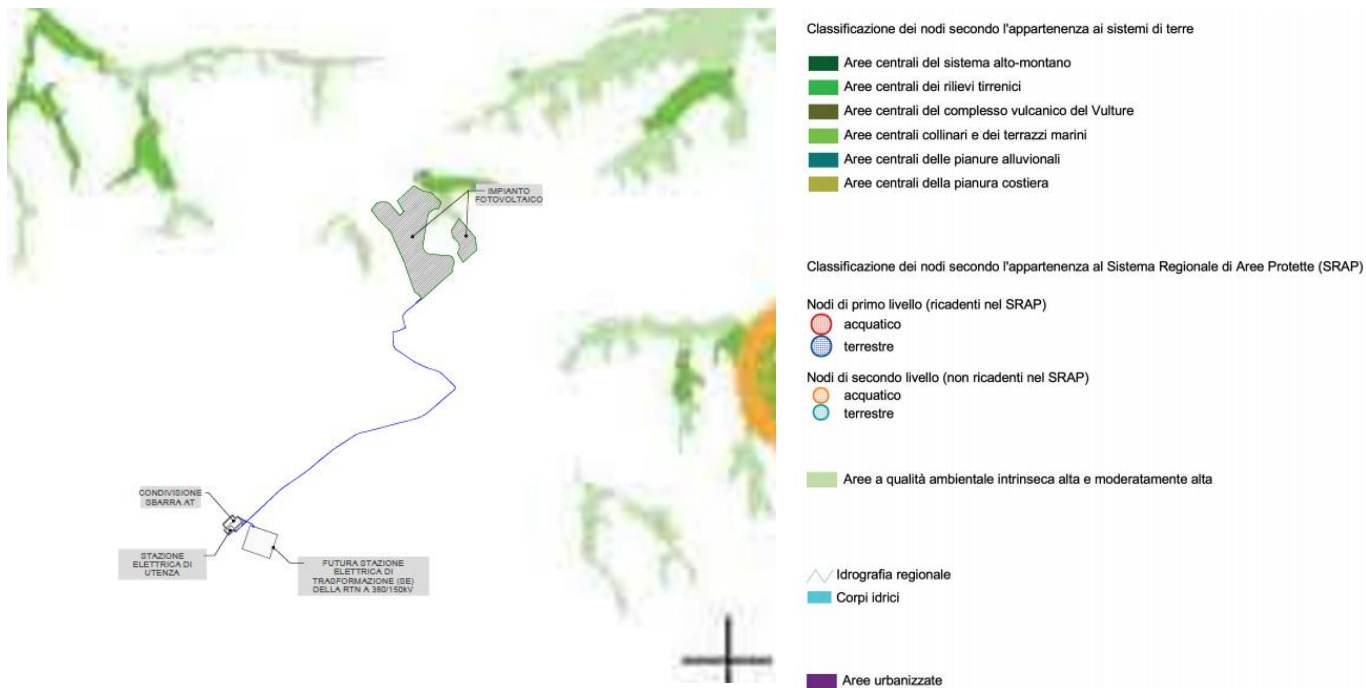 IMPIANTO
FOTOVOLTAICO
CONDIVISIONE
SBARRA AT
STAZIONE
ELETTRICA DI
UTENZA
FUTURA STAZIONE
ELETTRICA DI
TRASFORMAZIONE (SE)
DELLA RTN A 380/150kV
Classificazione dei nodi secondo l'appartenenza ai sistemi di terre
Aree centrali del sistema alto-montano
Aree centrali dei rilievi tirrenici
Aree centrali del complesso vulcanico del Vulture
Aree centrali collinari e dei terrazzi marini
Aree centrali delle pianure alluvionali
Aree centrali della pianura costiera
Classificazione dei nodi secondo l'appartenenza al Sistema Regionale di Aree Protette (SRAP)
Nodi di primo livello (ricadenti nel SRAP)
acquatico
terrestre
Nodi di secondo livello (non ricadenti nel SRAP)
acquatico
terrestre
Aree a qualità ambientale intrinseca alta e moderatamente alta
Idrografia regionale
Corpi idrici
Aree urbanizzate